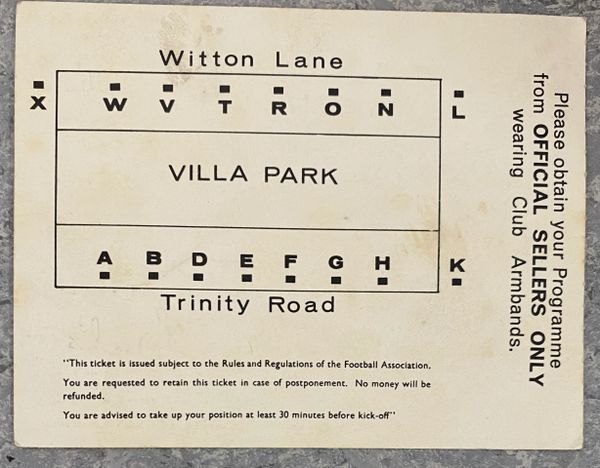 Witton Lane
X W V T R O N L
VILLA PARK
A B D E F G H K
Trinity Road
"This ticket is issued subject to the Rules and Regulations of the Football Association.
You are requested to retain this ticket in case of postponement. No money will be
refunded.
You are advised to take up your position at least 30 minutes before kick-off"
Please obtain your Programme
from OFFICIAL SELLERS ONLY
wearing Club Armbands.